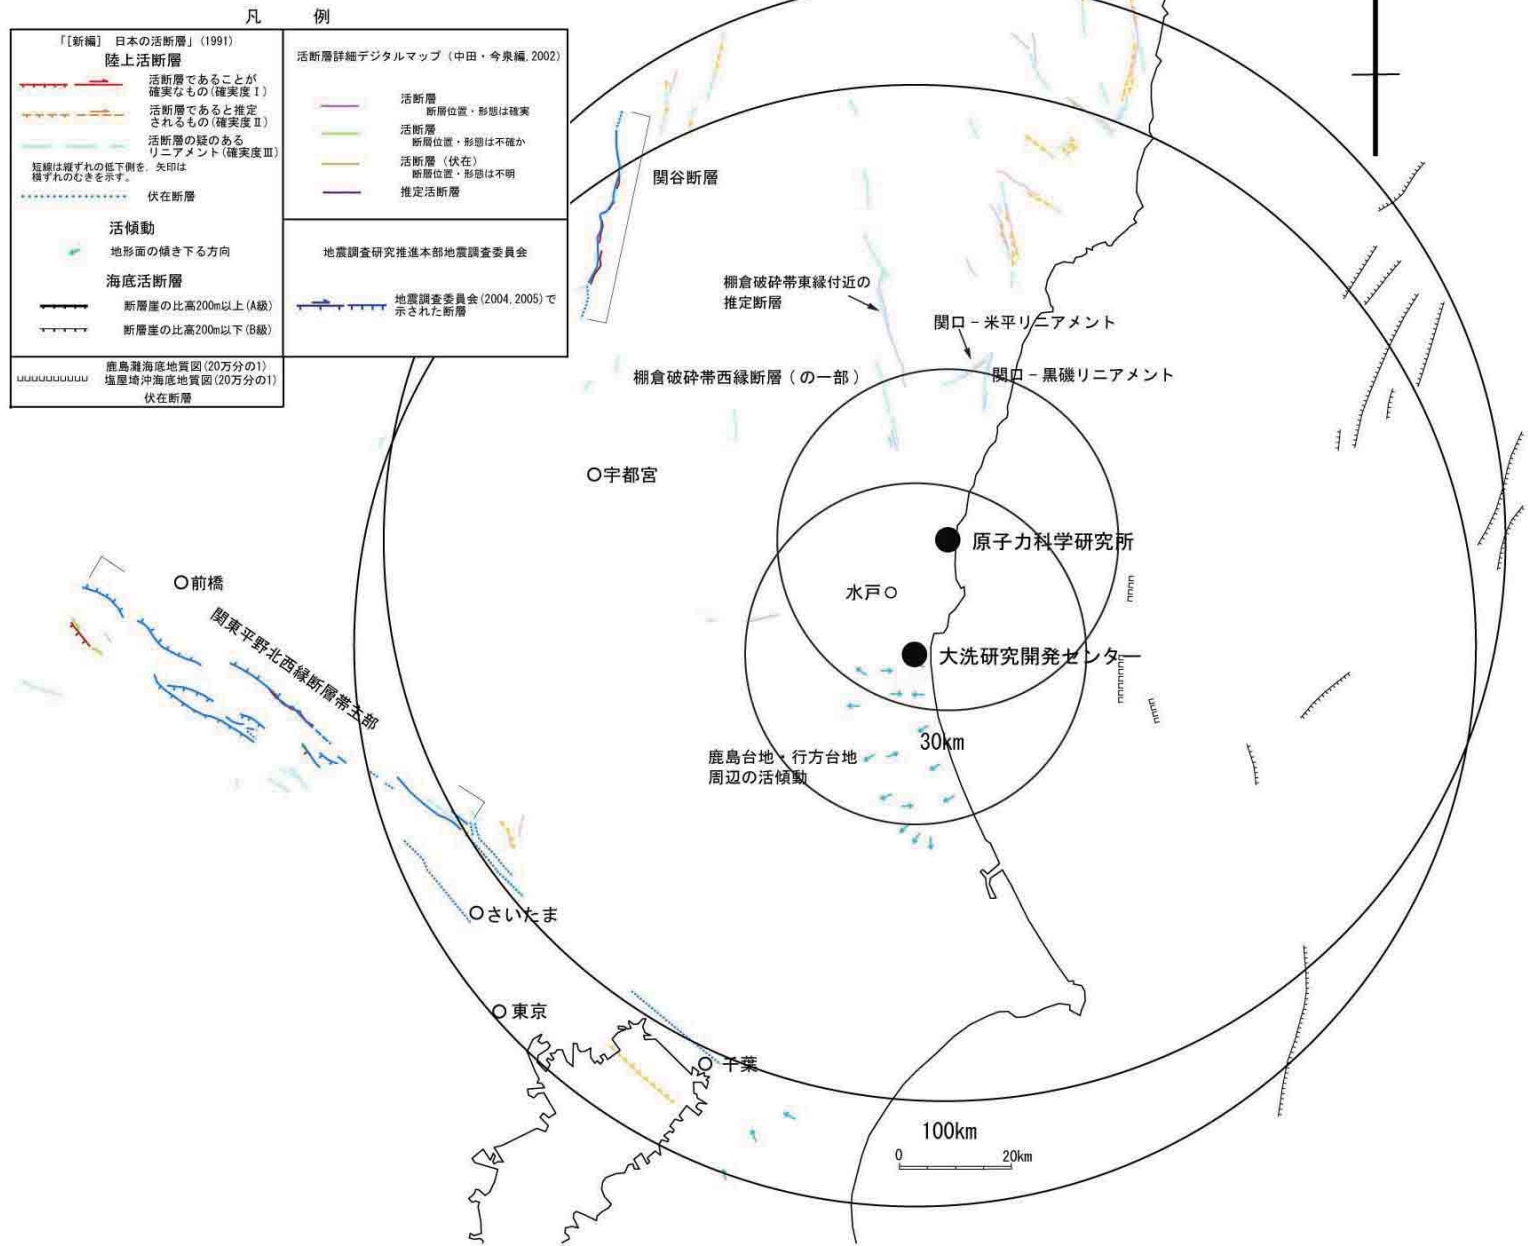 凡 例
「[新編] 日本の活断層」(1991)
陸上活断層
活断層であることが
確実なもの(確実度Ⅰ)
活断層であると推定
されるもの(確実度Ⅱ)
活断層の疑のある
リニアメント(確実度Ⅲ)
短線は縦ずれの低下側を、矢印は
横ずれのむきを示す。
伏在断層
活傾動
地形面の傾き下る方向
海底活断層
断層崖の比高200m以上(A級)
断層崖の比高200m以下(B級)
鹿島灘海底地質図(20万分の1)
塩屋埼沖海底地質図(20万分の1)
伏在断層
活断層詳細デジタルマップ(中田・今泉編,2002)
活断層
断層位置・形態は確実
活断層
断層位置・形態は不確か
活断層(伏在)
断層位置・形態は不明
推定活断層
地震調査研究推進本部地震調査委員会
地震調査委員会(2004,2005)で
示された断層
関谷断層
棚倉破砕帯東縁付近の
推定断層
関口-米平リニアメント
棚倉破砕帯西縁断層(の一部)
関口-黒磯リニアメント
宇都宮
原子力科学研究所
前橋
水戸
関東平野北西縁断層帯主部
大洗研究開発センター
30km
鹿島台地・行方台地
周辺の活傾動
さいたま
東京
千葉
100km
0 20km